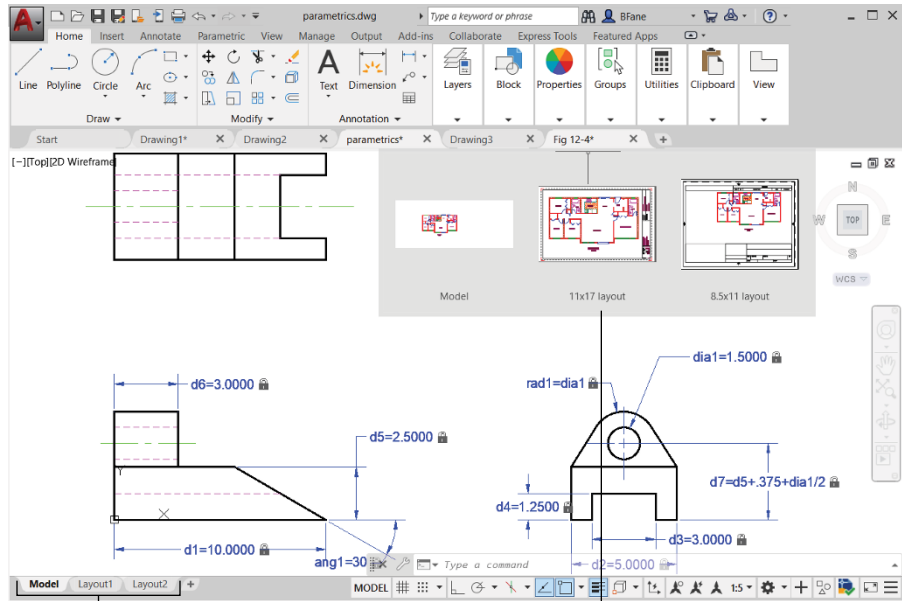 A parametrics.dwg Type a keyword or phrase BFane
Home Insert Annotate Parametric View Manage Output Add-ins Collaborate Express Tools Featured Apps
Line Polyline Circle Arc A Text Dimension Layers Block Properties Groups Utilities Clipboard View
Draw Modify Annotation
Start Drawing1* Drawing2 parametrics* Drawing3 Fig 12-4*
[−][Top][2D Wireframe
N
W TOP E
S
WCS
Model 11x17 layout 8.5x11 layout
dia1=1.5000
d6=3.0000 rad1=dia1
d5=2.5000
Y
d7=d5+.375+dia1/2
d4=1.2500
d1=10.0000 d3=3.0000
ang1=30 Type a command d2=5.0000
Model Layout1 Layout2 + MODEL 1:5